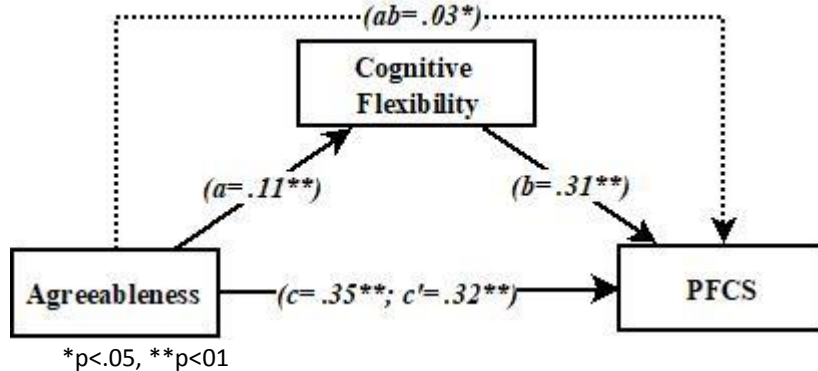 (ab= .03*)
Cognitive
Flexibility
(a= .11**)
(b= .31**)
Agreeableness
(c= .35**; c'= .32**)
PFCS
*p<.05, **p<01